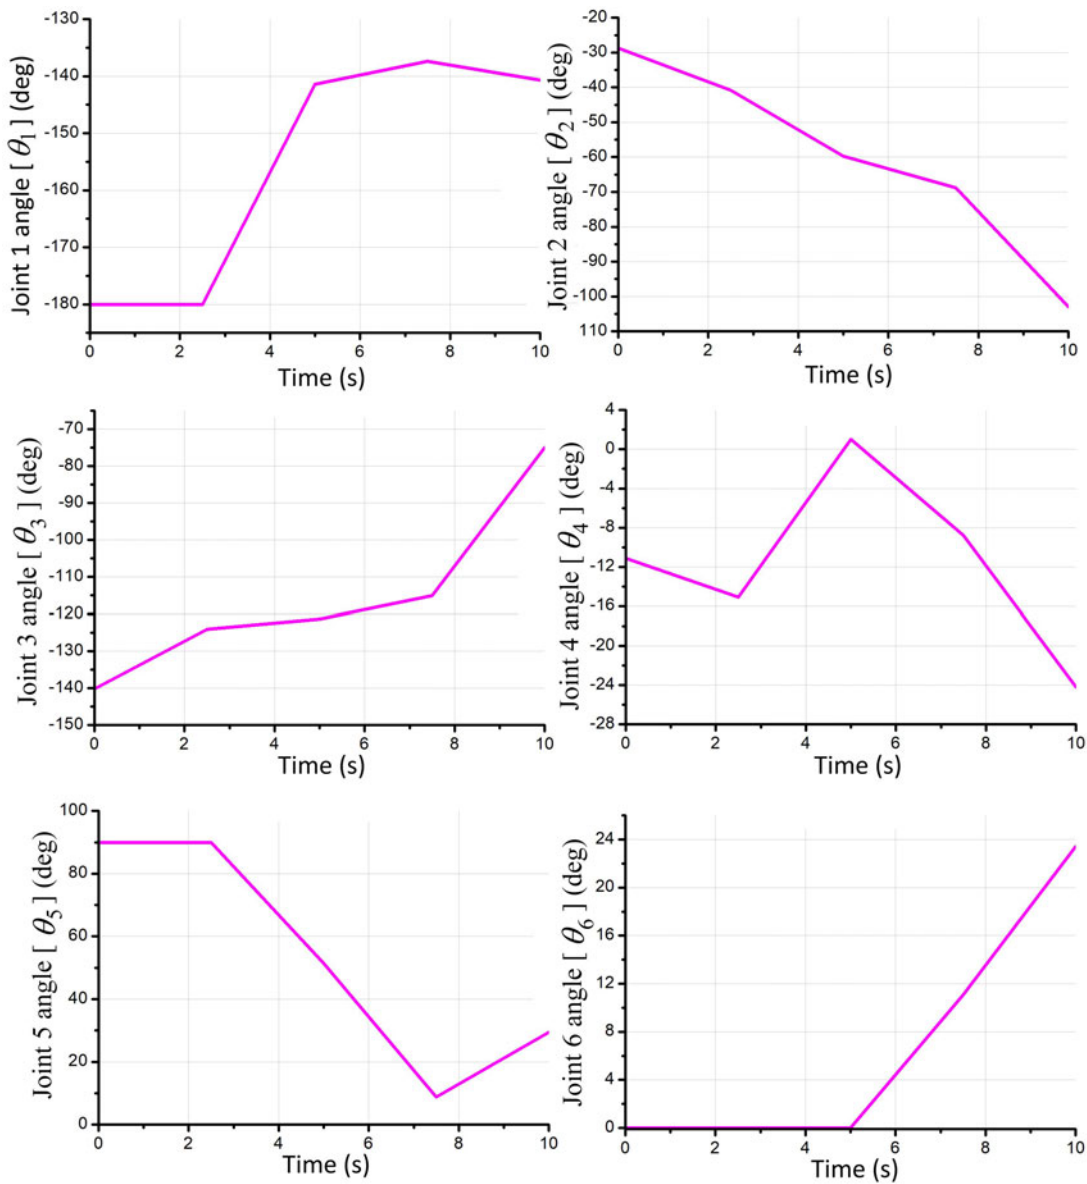 -130
-140
-150
-160
-170
-180
0 2 4 6 8 10
Time (s)
Joint 1 angle [ θ1 ] (deg)
-20
-30
-40
-50
-60
-70
-80
-90
-100
110
0 2 4 6 8 10
Time (s)
Joint 2 angle [ θ2 ] (deg)
-70
-80
-90
-100
-110
-120
-130
-140
-150
0 2 4 6 8 10
Time (s)
Joint 3 angle [ θ3 ] (deg)
4
0
-4
-8
-12
-16
-20
-24
-28
0 2 4 6 8 10
Time (s)
Joint 4 angle [ θ4 ] (deg)
100
80
60
40
20
0
0 2 4 6 8 10
Time (s)
Joint 5 angle [ θ5 ] (deg)
24
20
16
12
8
4
0
0 2 4 6 8 10
Time (s)
Joint 6 angle [ θ6 ] (deg)